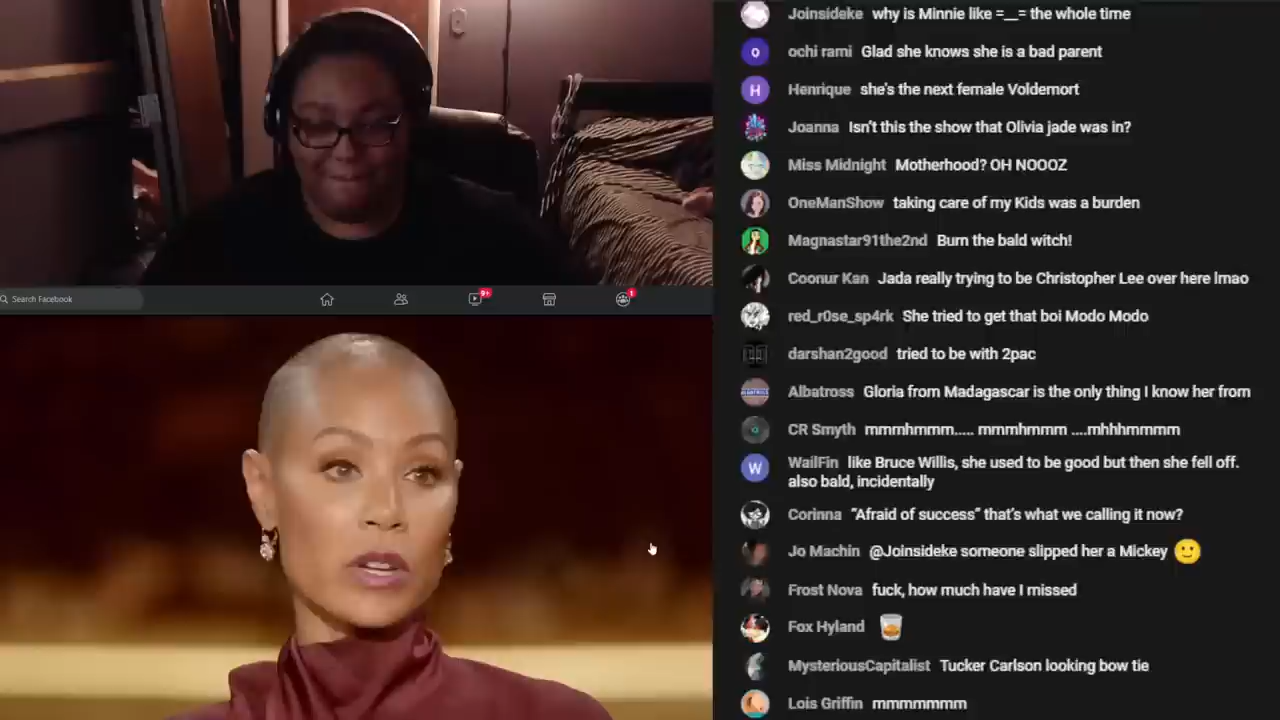 Search Facebook
9+
1
Joinsideke why is Minnie like =__= the whole time
o
ochi rami Glad she knows she is a bad parent
H
Henrique she's the next female Voldemort
Joanna Isn't this the show that Olivia jade was in?
Miss Midnight Motherhood? OH NOOOZ
OneManShow taking care of my Kids was a burden
Magnastar91the2nd Burn the bald witch!
Coonur Kan Jada really trying to be Christopher Lee over here lmao
red_r0se_sp4rk She tried to get that boi Modo Modo
darshan2good tried to be with 2pac
Albatross Gloria from Madagascar is the only thing I know her from
CR Smyth mmmhmmm..... mmmhmmm ....mhhhmmmm
W
WailFin like Bruce Willis, she used to be good but then she fell off.
also bald, incidentally
Corinna “Afraid of success” that’s what we calling it now?
Jo Machin @Joinsideke someone slipped her a Mickey 🙂
Frost Nova fuck, how much have I missed
Fox Hyland 🥃
MysteriousCapitalist Tucker Carlson looking bow tie
Lois Griffin mmmmmmm